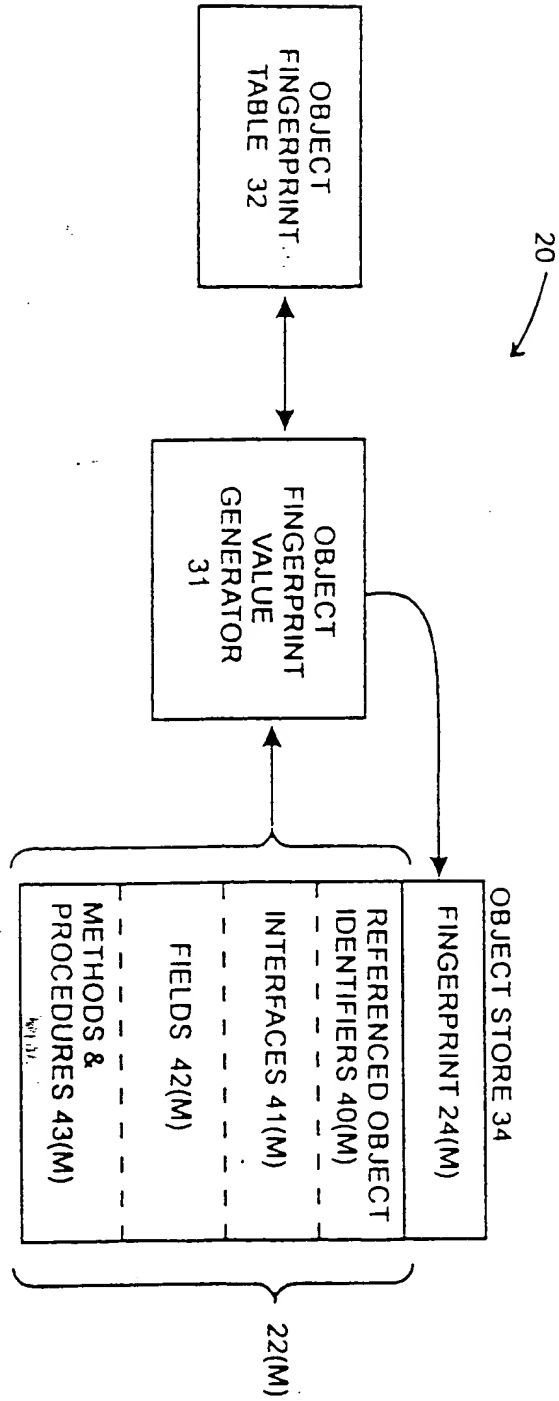 20
OBJECT
FINGERPRINT
TABLE 32
OBJECT
FINGERPRINT
VALUE
GENERATOR
31
OBJECT STORE 34
FINGERPRINT 24(M)
REFERENCED OBJECT
IDENTIFIERS 40(M)
INTERFACES 41(M)
FIELDS 42(M)
METHODS &
PROCEDURES 43(M)
22(M)